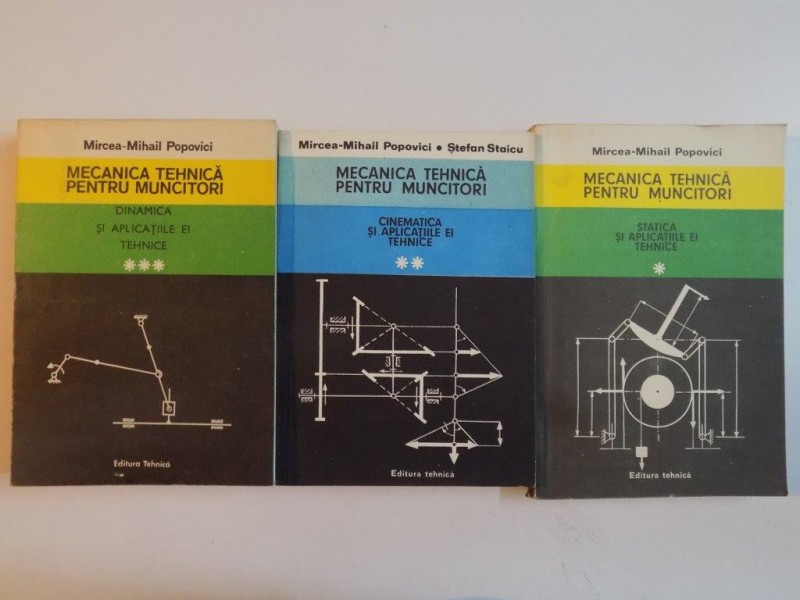 Mircea-Mihail Popovici
MECANICA TEHNICĂ
PENTRU MUNCITORI
DINAMICA
ȘI APLICAȚIILE EI
TEHNICE
***
Editura Tehnică
Mircea-Mihail Popovici • Ștefan Staicu
MECANICA TEHNICĂ
PENTRU MUNCITORI
CINEMATICA
ȘI APLICAȚIILE EI
TEHNICE
**
Editura tehnică
Mircea-Mihail Popovici
MECANICA TEHNICĂ
PENTRU MUNCITORI
STATICA
ȘI APLICAȚIILE EI
TEHNICE
*
Editura tehnică